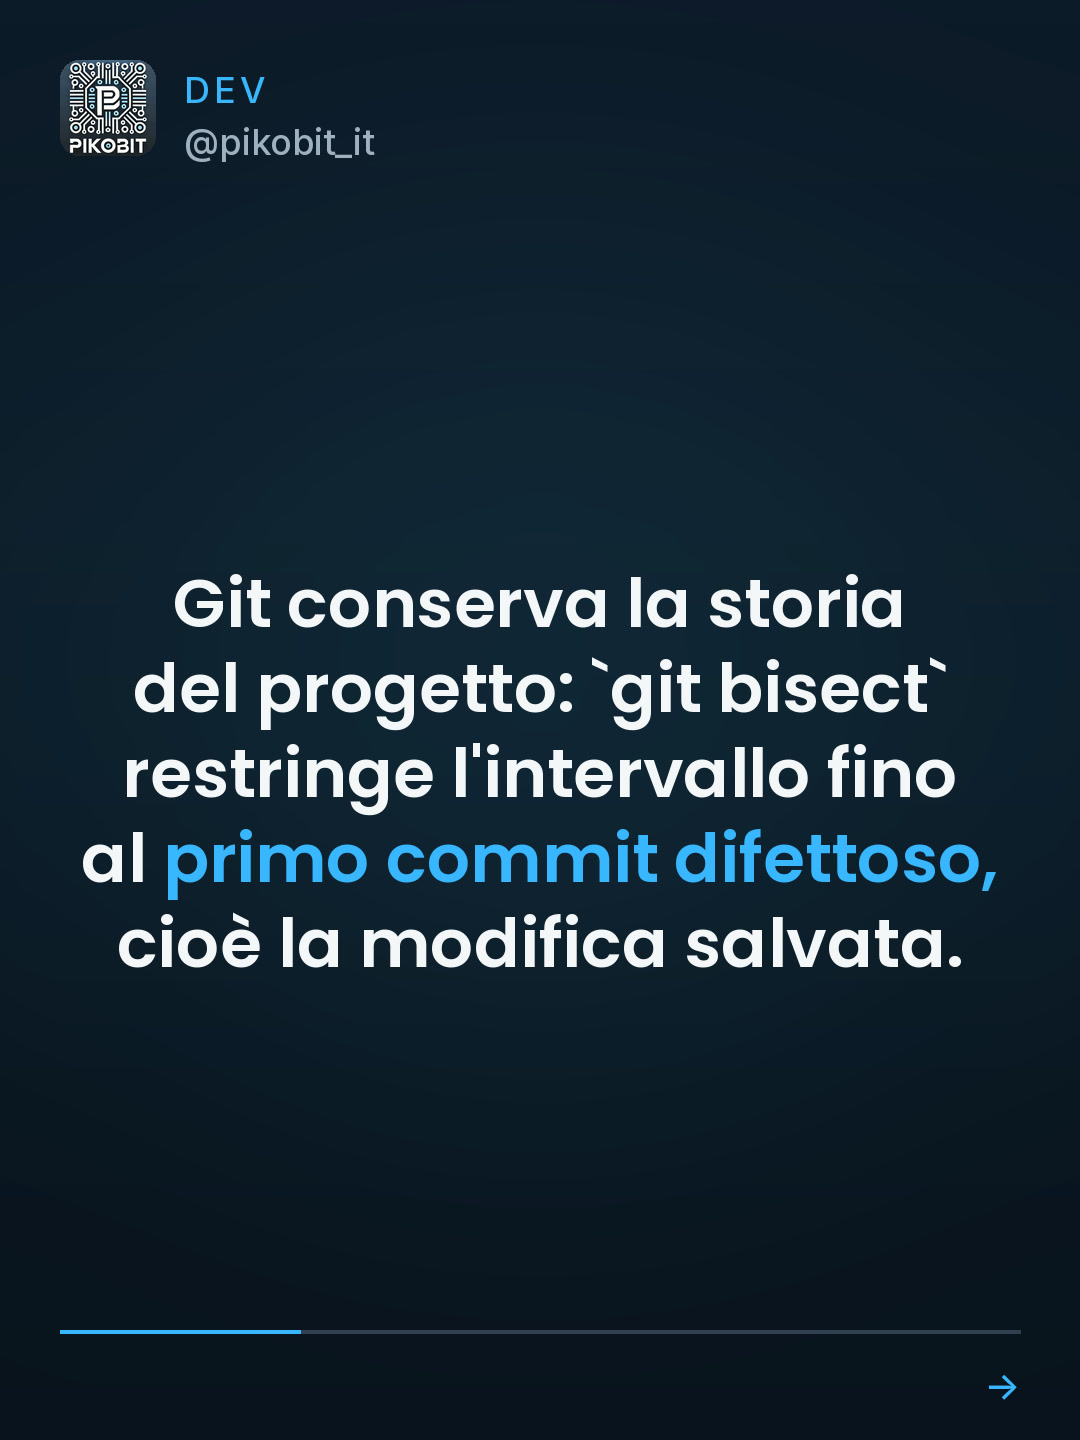 PIKOBIT
DEV
@pikobit_it
Git conserva la storia
del progetto: `git bisect`
restringe l'intervallo fino
al primo commit difettoso,
cioè la modifica salvata.